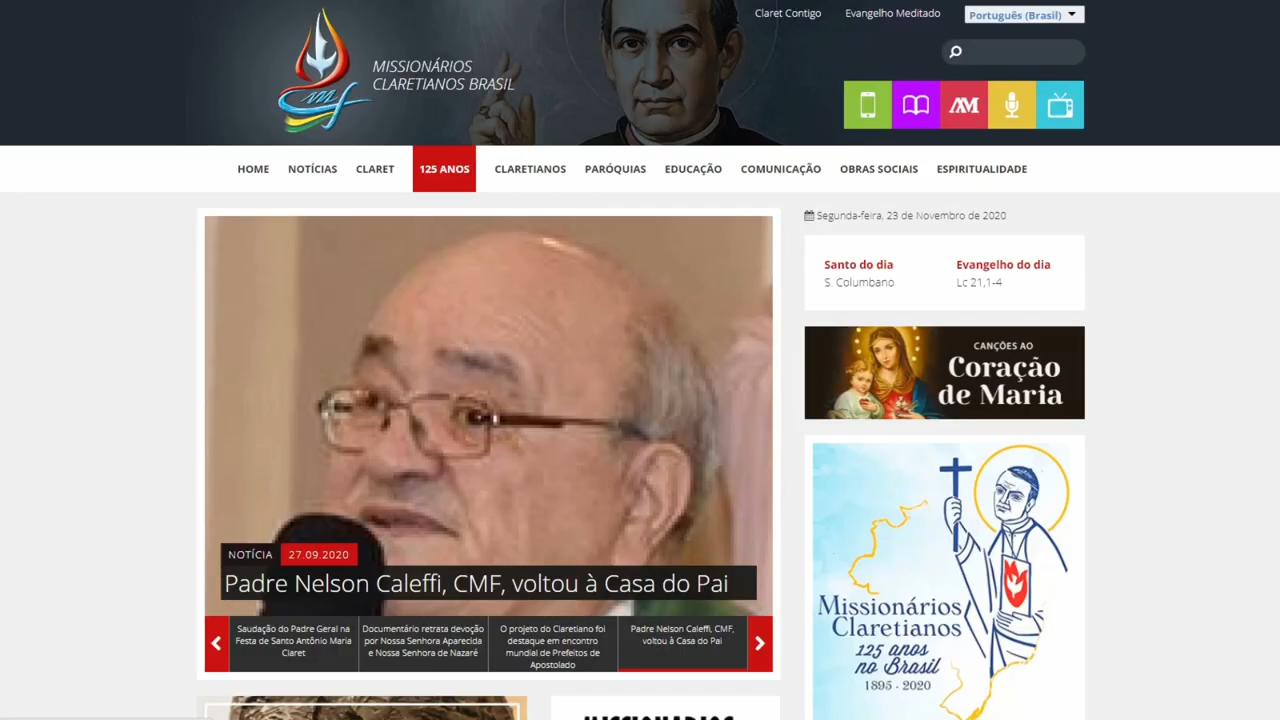 Claret Contigo
Evangelho Meditado
Português (Brasil)
MISSIONÁRIOS
CLARETIANOS BRASIL
AM
HOME
NOTÍCIAS
CLARET
125 ANOS
CLARETIANOS
PARÓQUIAS
EDUCAÇÃO
COMUNICAÇÃO
OBRAS SOCIAIS
ESPIRITUALIDADE
Segunda-feira, 23 de Novembro de 2020
Santo do dia
S. Columbano
Evangelho do dia
Lc 21,1-4
CANÇÕES AO
Coração
de Maria
NOTÍCIA
27.09.2020
Padre Nelson Caleffi, CMF, voltou à Casa do Pai
Saudação do Padre Geral na
Festa de Santo Antônio Maria
Claret
Documentário retrata devoção
por Nossa Senhora Aparecida
e Nossa Senhora de Nazaré
O projeto do Claretiano foi
destaque em encontro
mundial de Prefeitos de
Apostolado
Padre Nelson Caleffi, CMF,
voltou à Casa do Pai
Missionários
Claretianos
125 anos
no Brasil
1895 - 2020